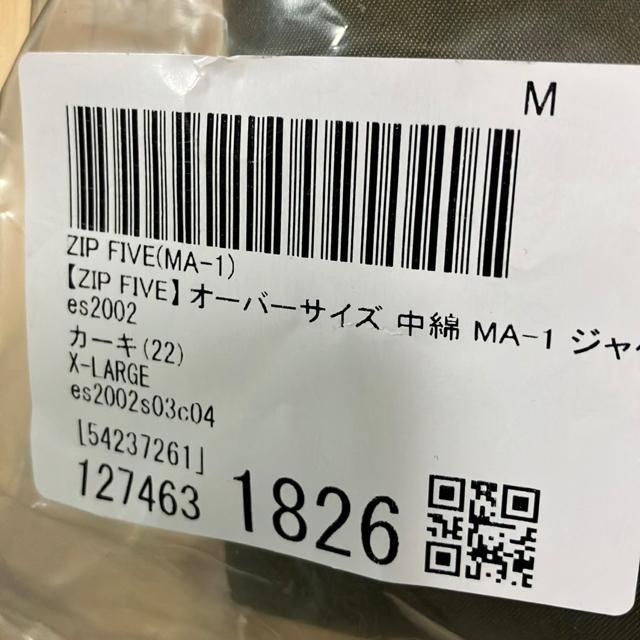 M
ZIP FIVE(MA-1)
【ZIP FIVE】 オーバーサイズ 中綿 MA-1 ジャケ
es2002
カーキ(22)
X-LARGE
es2002s03c04
[54237261]
127463 1826